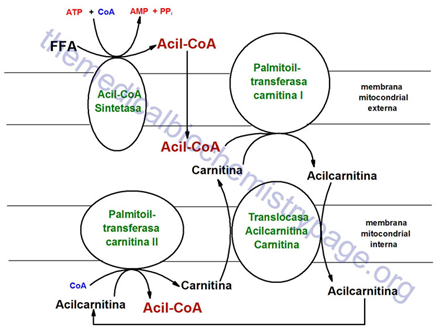 ATP + CoA
AMP + PPi
FFA
Acil-CoA
Palmitoil-
transferasa
carnitina I
Acil-CoA
Sintetasa
membrana
mitocondrial
externa
Acil-CoA
Carnitina
Acilcarnitina
Palmitoil-
transferasa
carnitina II
Translocasa
Acilcarnitina
Carnitina
membrana
mitocondrial
interna
CoA
Carnitina
Acilcarnitina
Acil-CoA
Acilcarnitina
themedicalbiochemistrypage.org